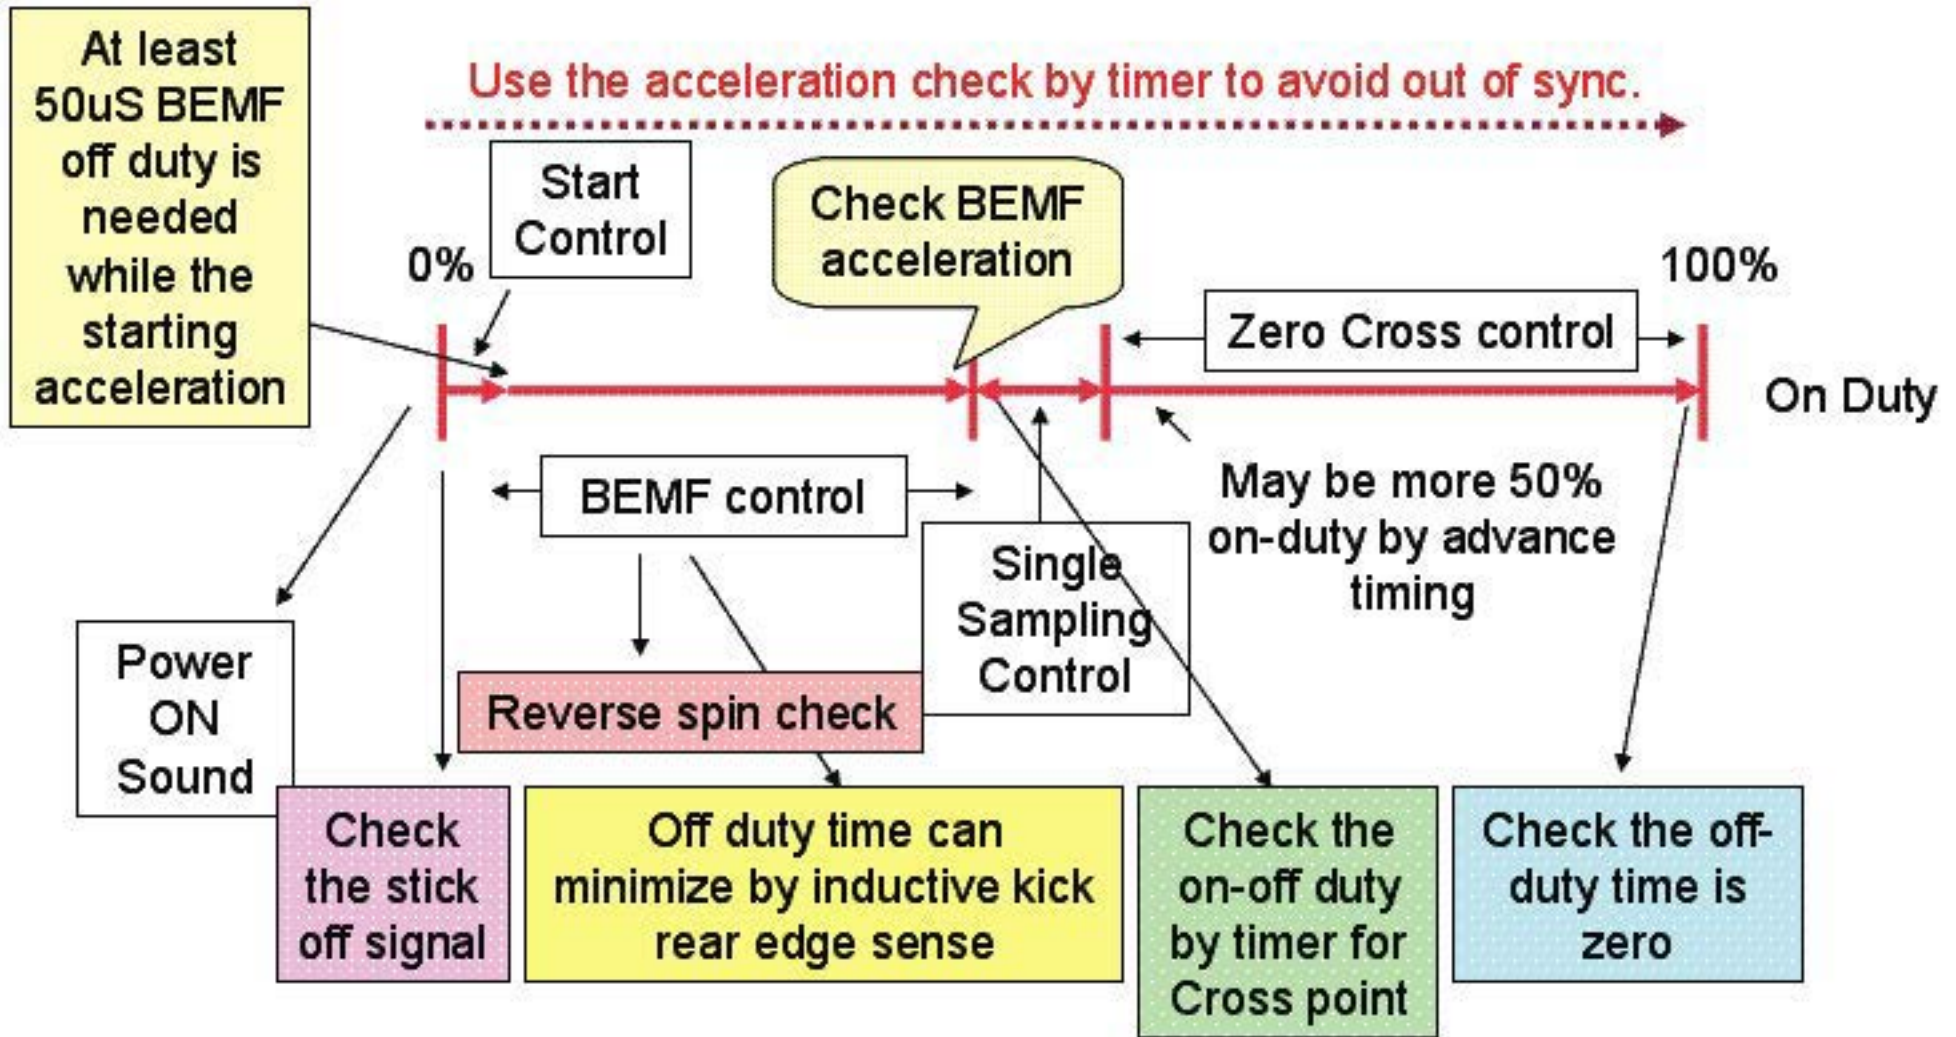 At least
50uS BEMF
off duty is
needed
while the
starting
acceleration
Use the acceleration check by timer to avoid out of sync.
Start
Control
0%
Check BEMF
acceleration
100%
Zero Cross control
On Duty
BEMF control
May be more 50%
on-duty by advance
timing
Single
Sampling
Control
Power
ON
Sound
Reverse spin check
Check
the stick
off signal
Off duty time can
minimize by inductive kick
rear edge sense
Check the
on-off duty
by timer for
Cross point
Check the off-
duty time is
zero